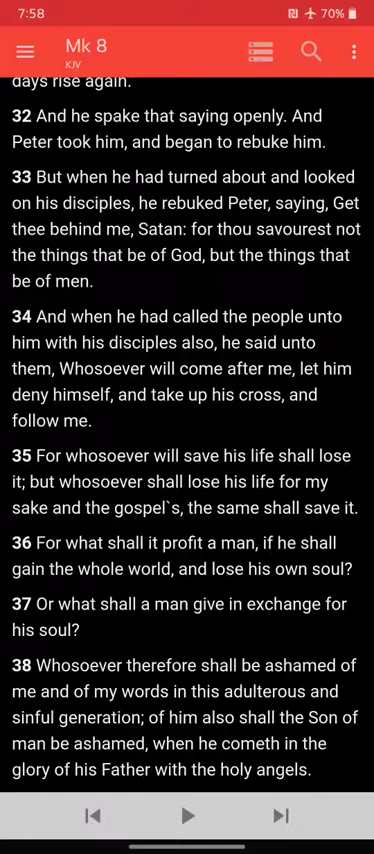 7:58
70%
Mk 8
KJV
days rise again.
32 And he spake that saying openly. And
Peter took him, and began to rebuke him.
33 But when he had turned about and looked
on his disciples, he rebuked Peter, saying, Get
thee behind me, Satan: for thou savourest not
the things that be of God, but the things that
be of men.
34 And when he had called the people unto
him with his disciples also, he said unto
them, Whosoever will come after me, let him
deny himself, and take up his cross, and
follow me.
35 For whosoever will save his life shall lose
it; but whosoever shall lose his life for my
sake and the gospel`s, the same shall save it.
36 For what shall it profit a man, if he shall
gain the whole world, and lose his own soul?
37 Or what shall a man give in exchange for
his soul?
38 Whosoever therefore shall be ashamed of
me and of my words in this adulterous and
sinful generation; of him also shall the Son of
man be ashamed, when he cometh in the
glory of his Father with the holy angels.